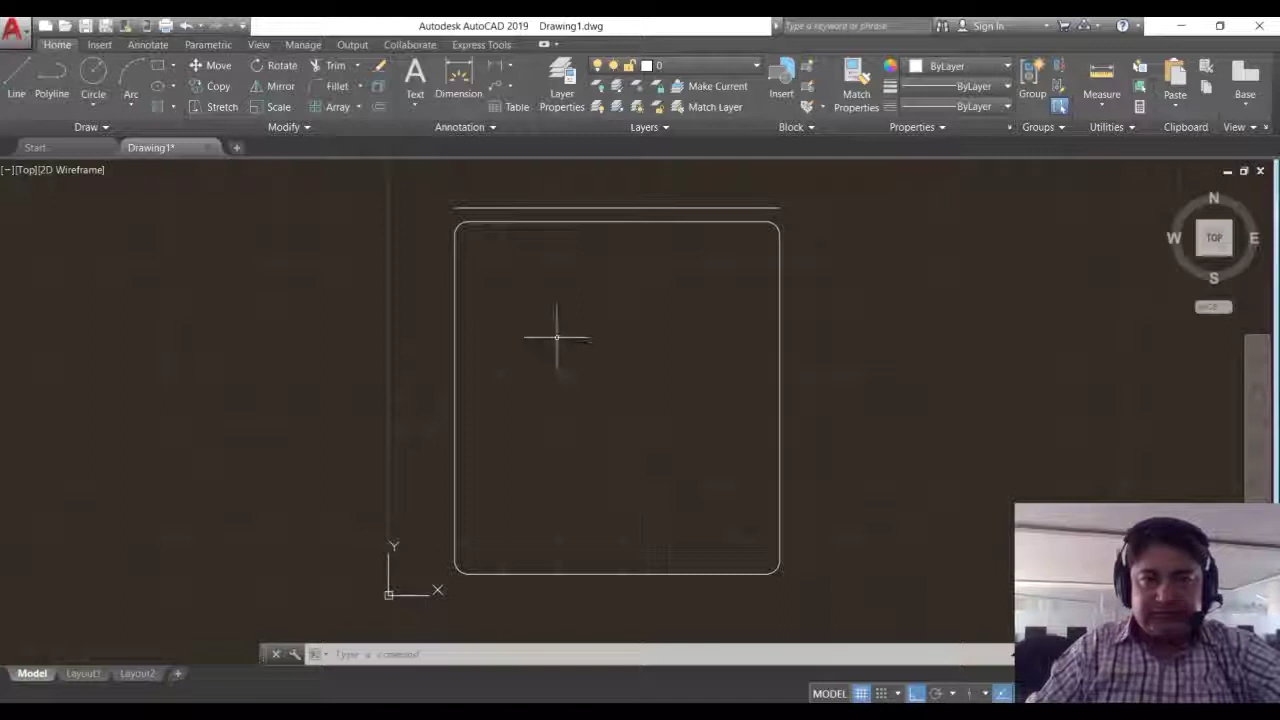 Autodesk AutoCAD 2019 Drawing1.dwg
Type a keyword or phrase
Sign In
Home Insert Annotate Parametric View Manage Output Collaborate Express Tools
Move Rotate Trim 0 ByLayer
Line Polyline Circle Arc Copy Mirror Fillet Text Dimension Layer Properties Make Current Insert Match Properties ByLayer Group Measure Paste Base
Stretch Scale Array Table Match Layer ByLayer
Draw Modify Annotation Layers Block Properties Groups Utilities Clipboard View
Start Drawing1*
[−][Top][2D Wireframe]
N
W TOP E
S
Y
X
Type a command
Model Layout1 Layout2
MODEL